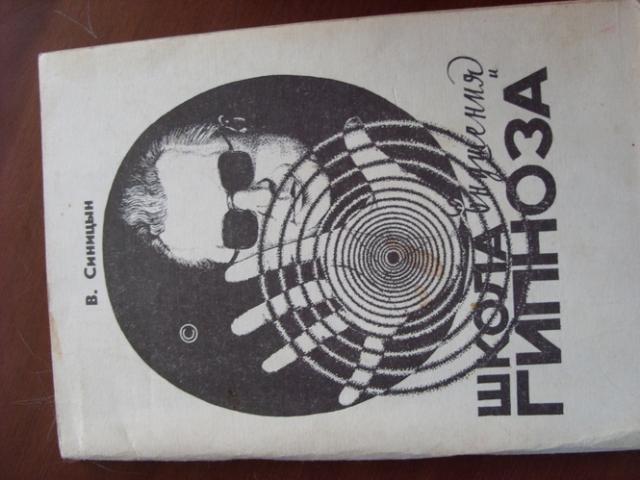 В. Синицын
©
ШКОЛА
внушения
и
ГИПНОЗА